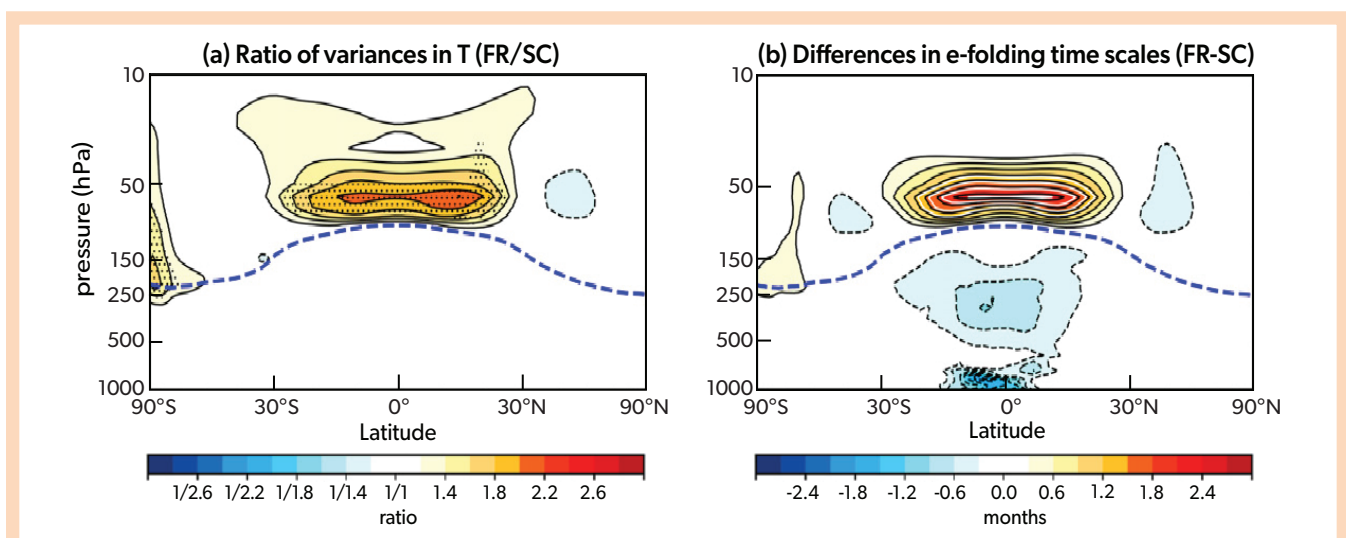 (a) Ratio of variances in T (FR/SC)
10
50
150
250
500
1000
pressure (hPa)
90°S 30°S 0° 30°N 90°N
Latitude
1/2.6 1/2.2 1/1.8 1/1.4 1/1 1.4 1.8 2.2 2.6
ratio
(b) Differences in e-folding time scales (FR-SC)
10
50
150
250
500
1000
90°S 30°S 0° 30°N 90°N
Latitude
-2.4 -1.8 -1.2 -0.6 0.0 0.6 1.2 1.8 2.4
months